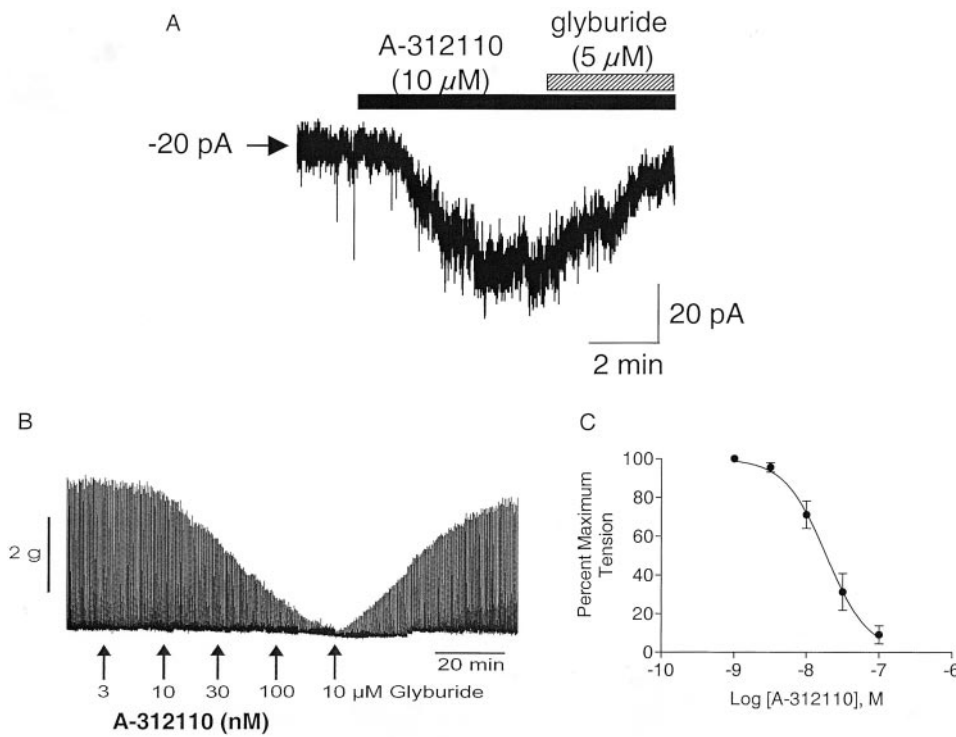 A
A-312110
(10 µM)
glyburide
(5 µM)
-20 pA
20 pA
2 min
B
2 g
20 min
3 10 30 100 10 µM Glyburide
A-312110 (nM)
C
Percent Maximum
Tension
100
80
60
40
20
0
-10 -9 -8 -7 -6
Log [A-312110], M